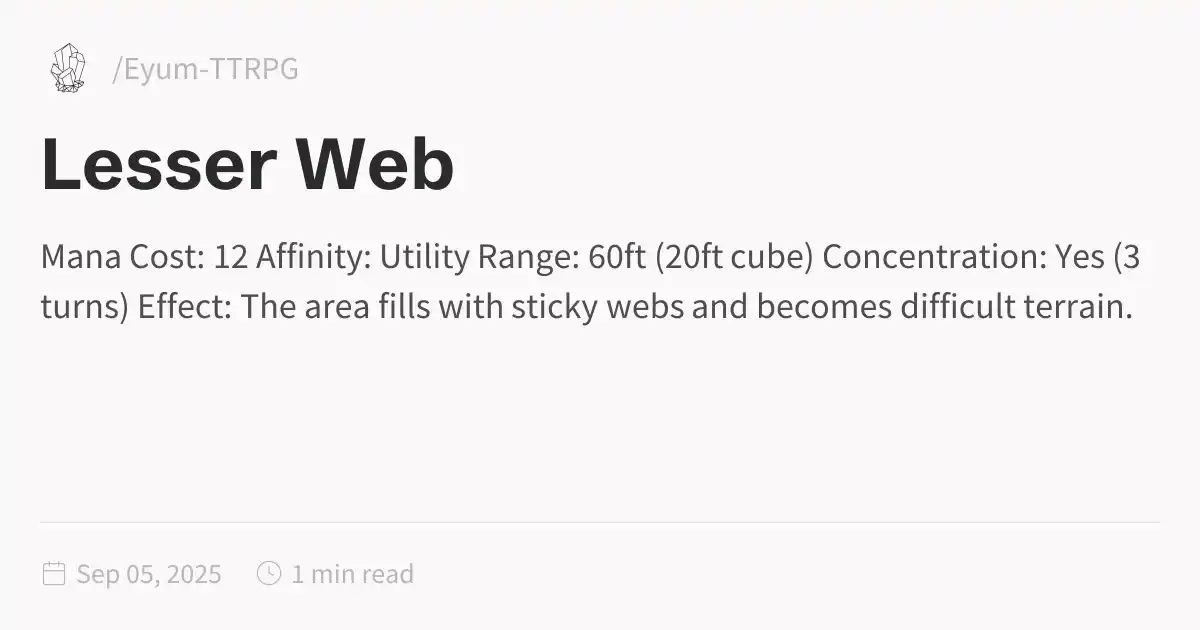 /Eyum-TTRPG
Lesser Web
Mana Cost: 12 Affinity: Utility Range: 60ft (20ft cube) Concentration: Yes (3
turns) Effect: The area fills with sticky webs and becomes difficult terrain.
Sep 05, 2025 1 min read